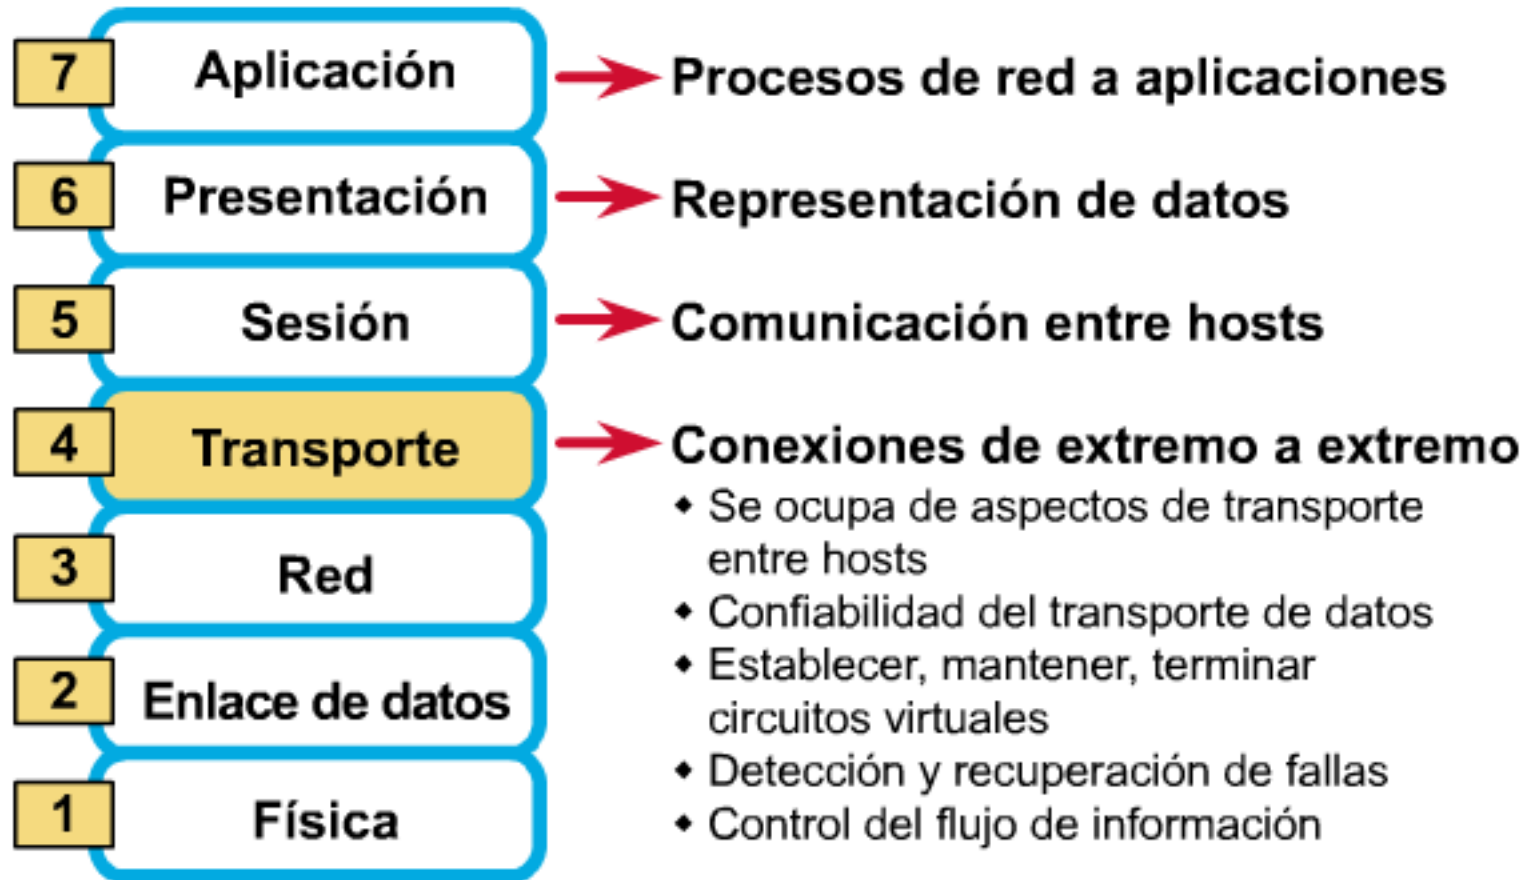 7 Aplicación Procesos de red a aplicaciones
6 Presentación Representación de datos
5 Sesión Comunicación entre hosts
4 Transporte Conexiones de extremo a extremo
◆ Se ocupa de aspectos de transporte
entre hosts
◆ Confiabilidad del transporte de datos
◆ Establecer, mantener, terminar
circuitos virtuales
◆ Detección y recuperación de fallas
◆ Control del flujo de información
3 Red
2 Enlace de datos
1 Física